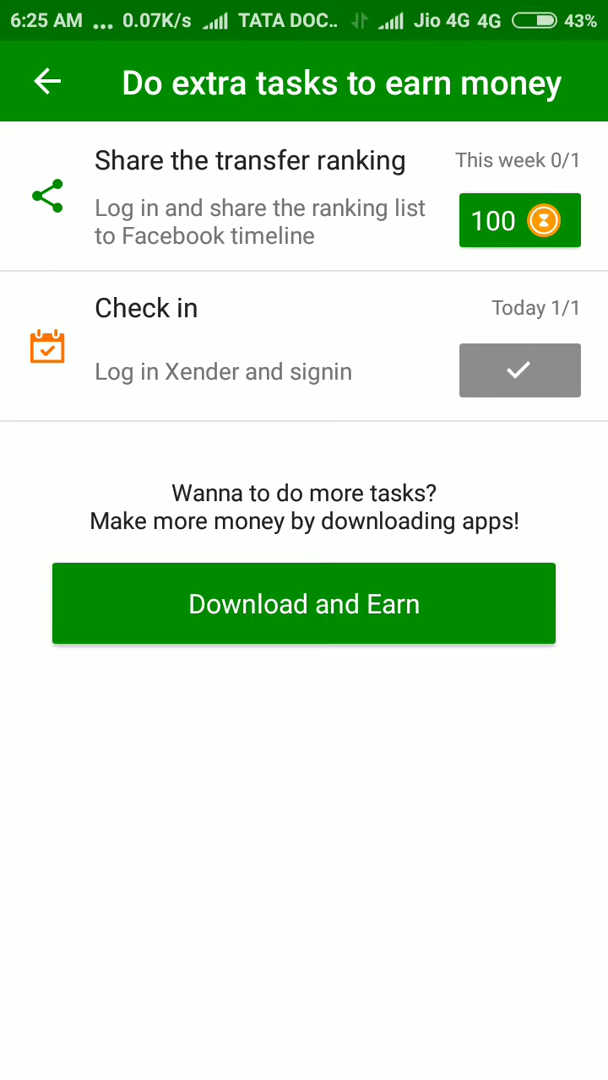 6:25 AM ... 0.07K/s TATA DOC.. Jio 4G 4G 43%
Do extra tasks to earn money
Share the transfer ranking This week 0/1
Log in and share the ranking list
to Facebook timeline
100
Check in Today 1/1
Log in Xender and signin
Wanna to do more tasks?
Make more money by downloading apps!
Download and Earn